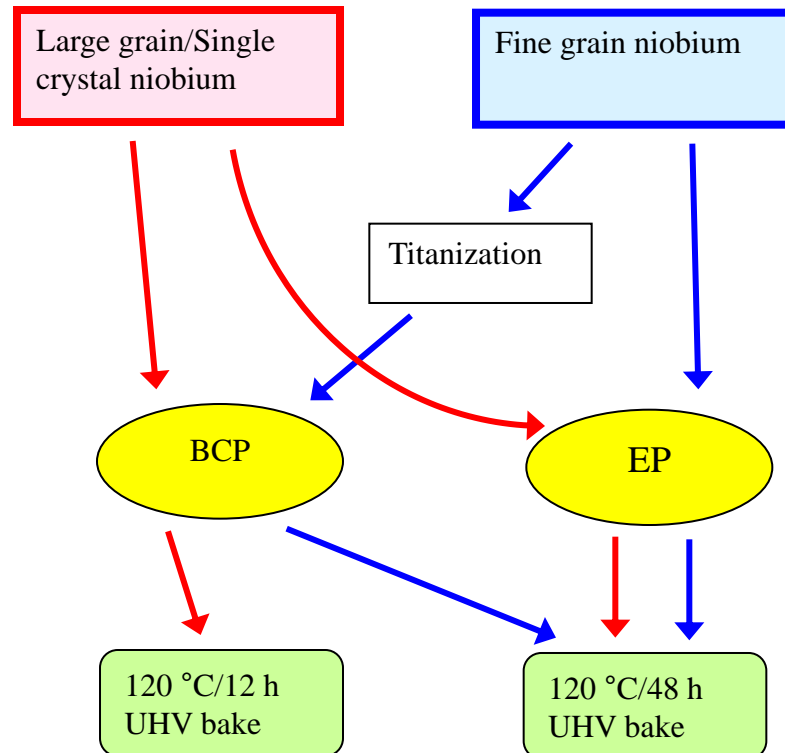 Large grain/Single
crystal niobium
Fine grain niobium
Titanization
BCP
EP
120 °C/12 h
UHV bake
120 °C/48 h
UHV bake